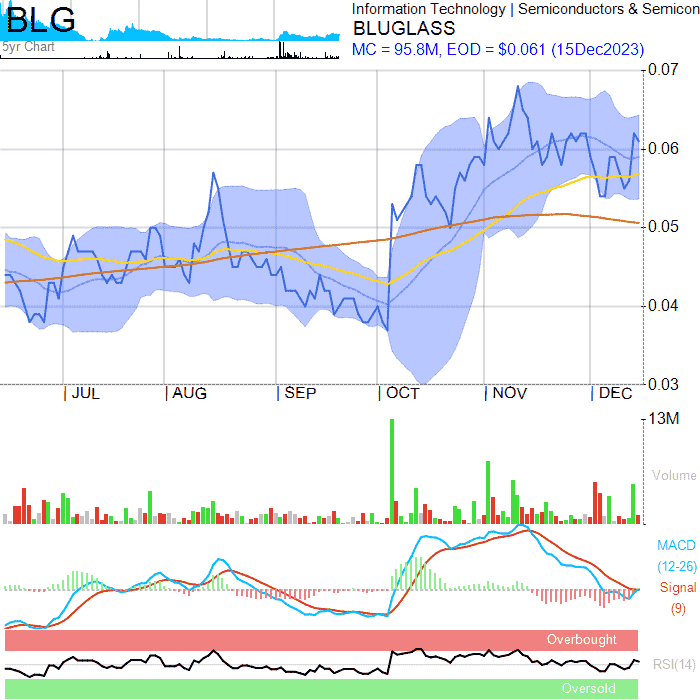 BLG
5yr Chart
Information Technology | Semiconductors & Semicon
BLUGLASS
MC = 95.8M, EOD = $0.061 (15Dec2023)
0.07
0.06
0.05
0.04
0.03
| JUL | AUG | SEP | OCT | NOV | DEC
13M
Volume
MACD
(12-26)
Signal
(9)
Overbought
RSI(14)
Oversold